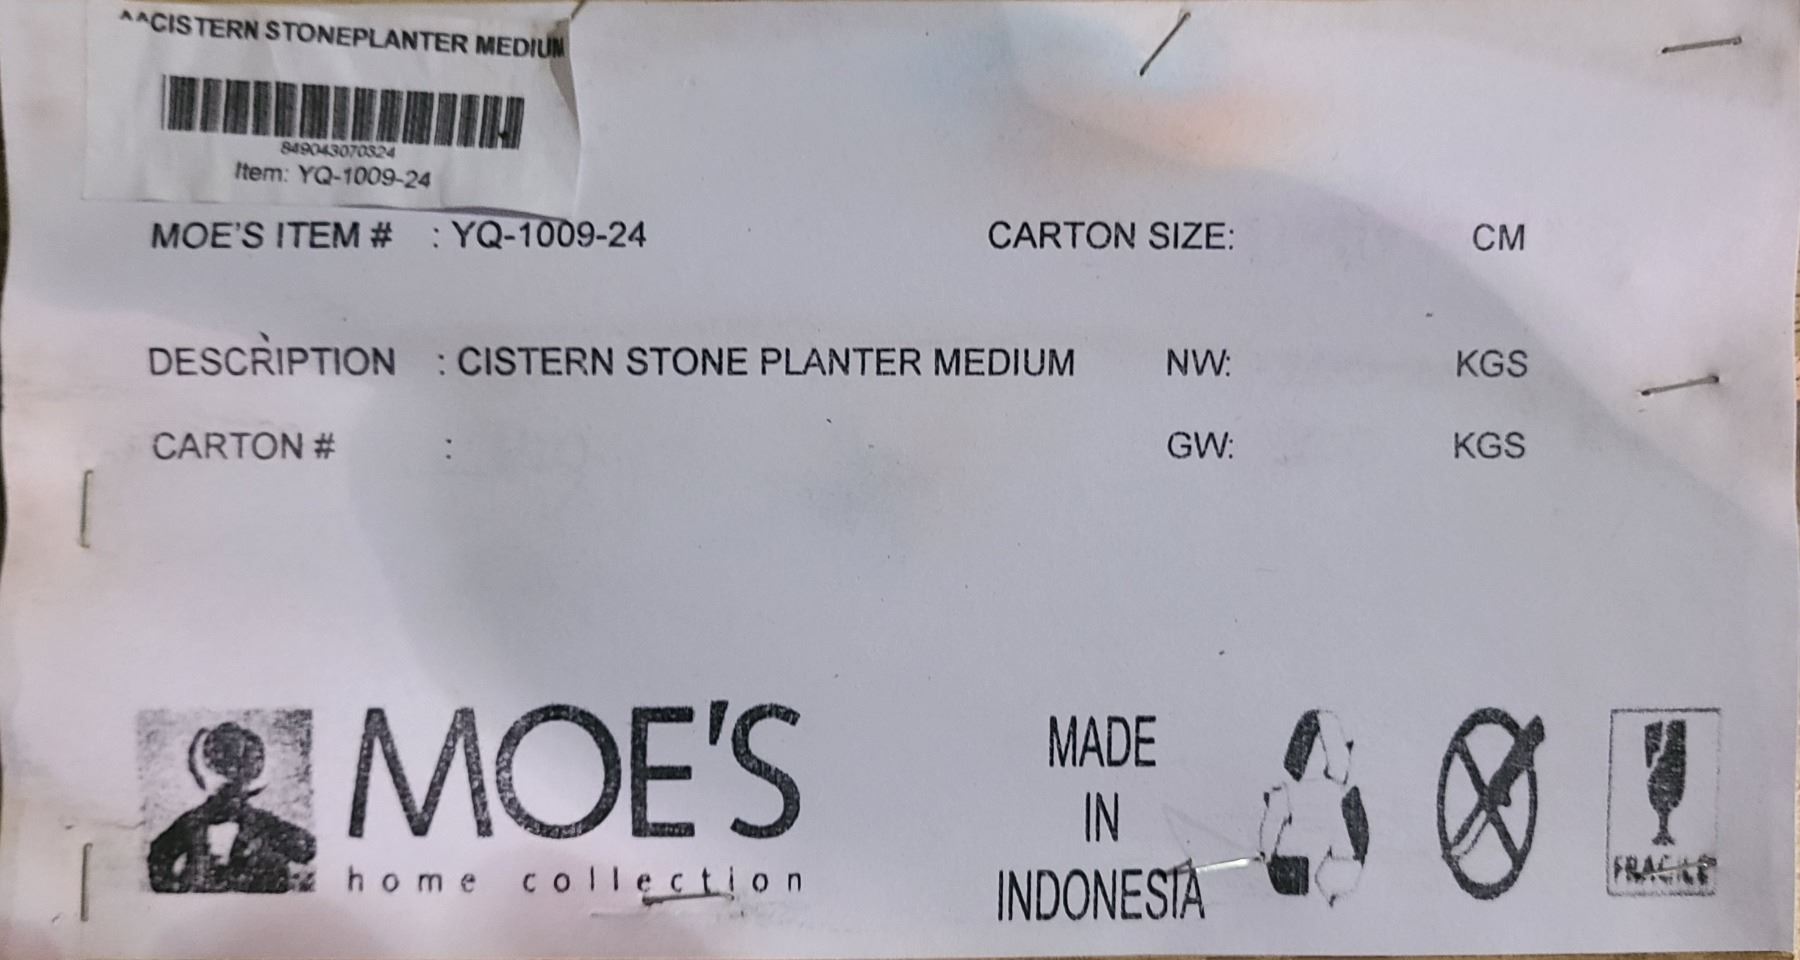 ^^CISTERN STONEPLANTER MEDIUM
849043070324
Item: YQ-1009-24
MOE'S ITEM # : YQ-1009-24 CARTON SIZE: CM
DESCRIPTION : CISTERN STONE PLANTER MEDIUM NW: KGS
CARTON # : GW: KGS
MOE'S
home collection
MADE
IN
INDONESIA
FRAGILE